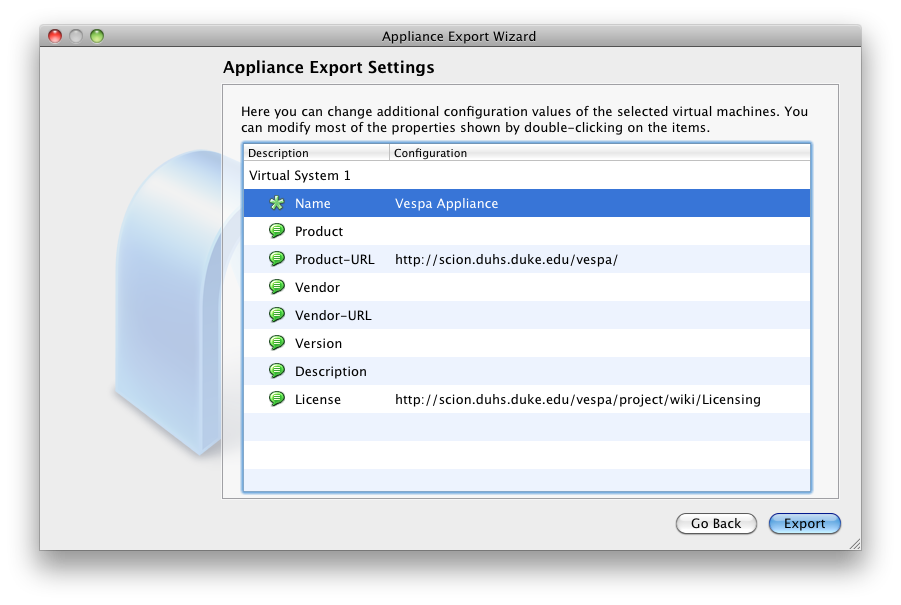 Appliance Export Wizard
Appliance Export Settings
Here you can change additional configuration values of the selected virtual machines. You
can modify most of the properties shown by double-clicking on the items.
Description Configuration
Virtual System 1
Name Vespa Appliance
Product
Product-URL http://scion.duhs.duke.edu/vespa/
Vendor
Vendor-URL
Version
Description
License http://scion.duhs.duke.edu/vespa/project/wiki/Licensing
Go Back Export